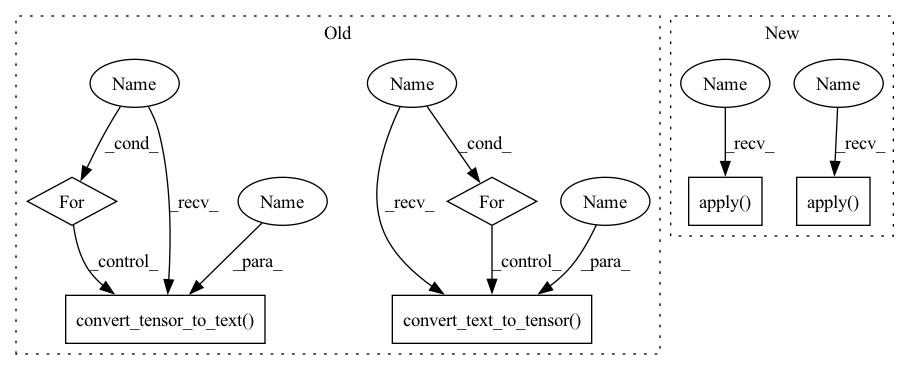 Old
New
Name
Name
Name
Name
_cond_
_cond_
_recv_
_recv_
For
_recv_
Name
_recv_
For
Name
apply()
apply()
_control_
_para_
_control_
_para_
convert_tensor_to_text()
convert_text_to_tensor()